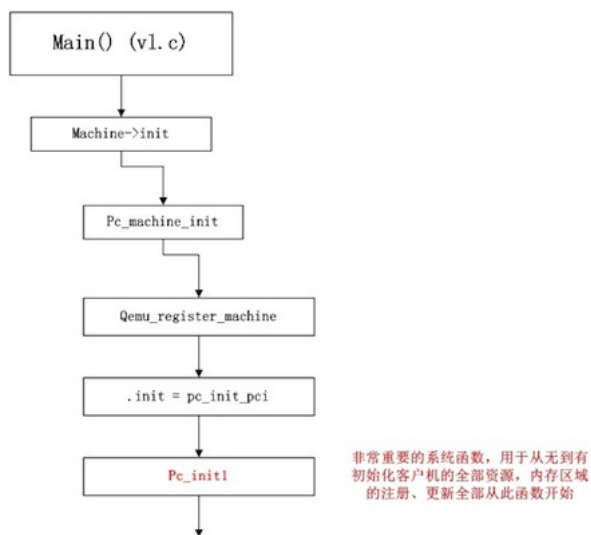 Main() (vl.c)
Machine->init
Pc_machine_init
Qemu_register_machine
.init = pc_init_pci
Pc_init1
非常重要的系统函数, 用于从无到有
初始化客户机的全部资源, 内存区域
的注册、更新全部从此函数开始